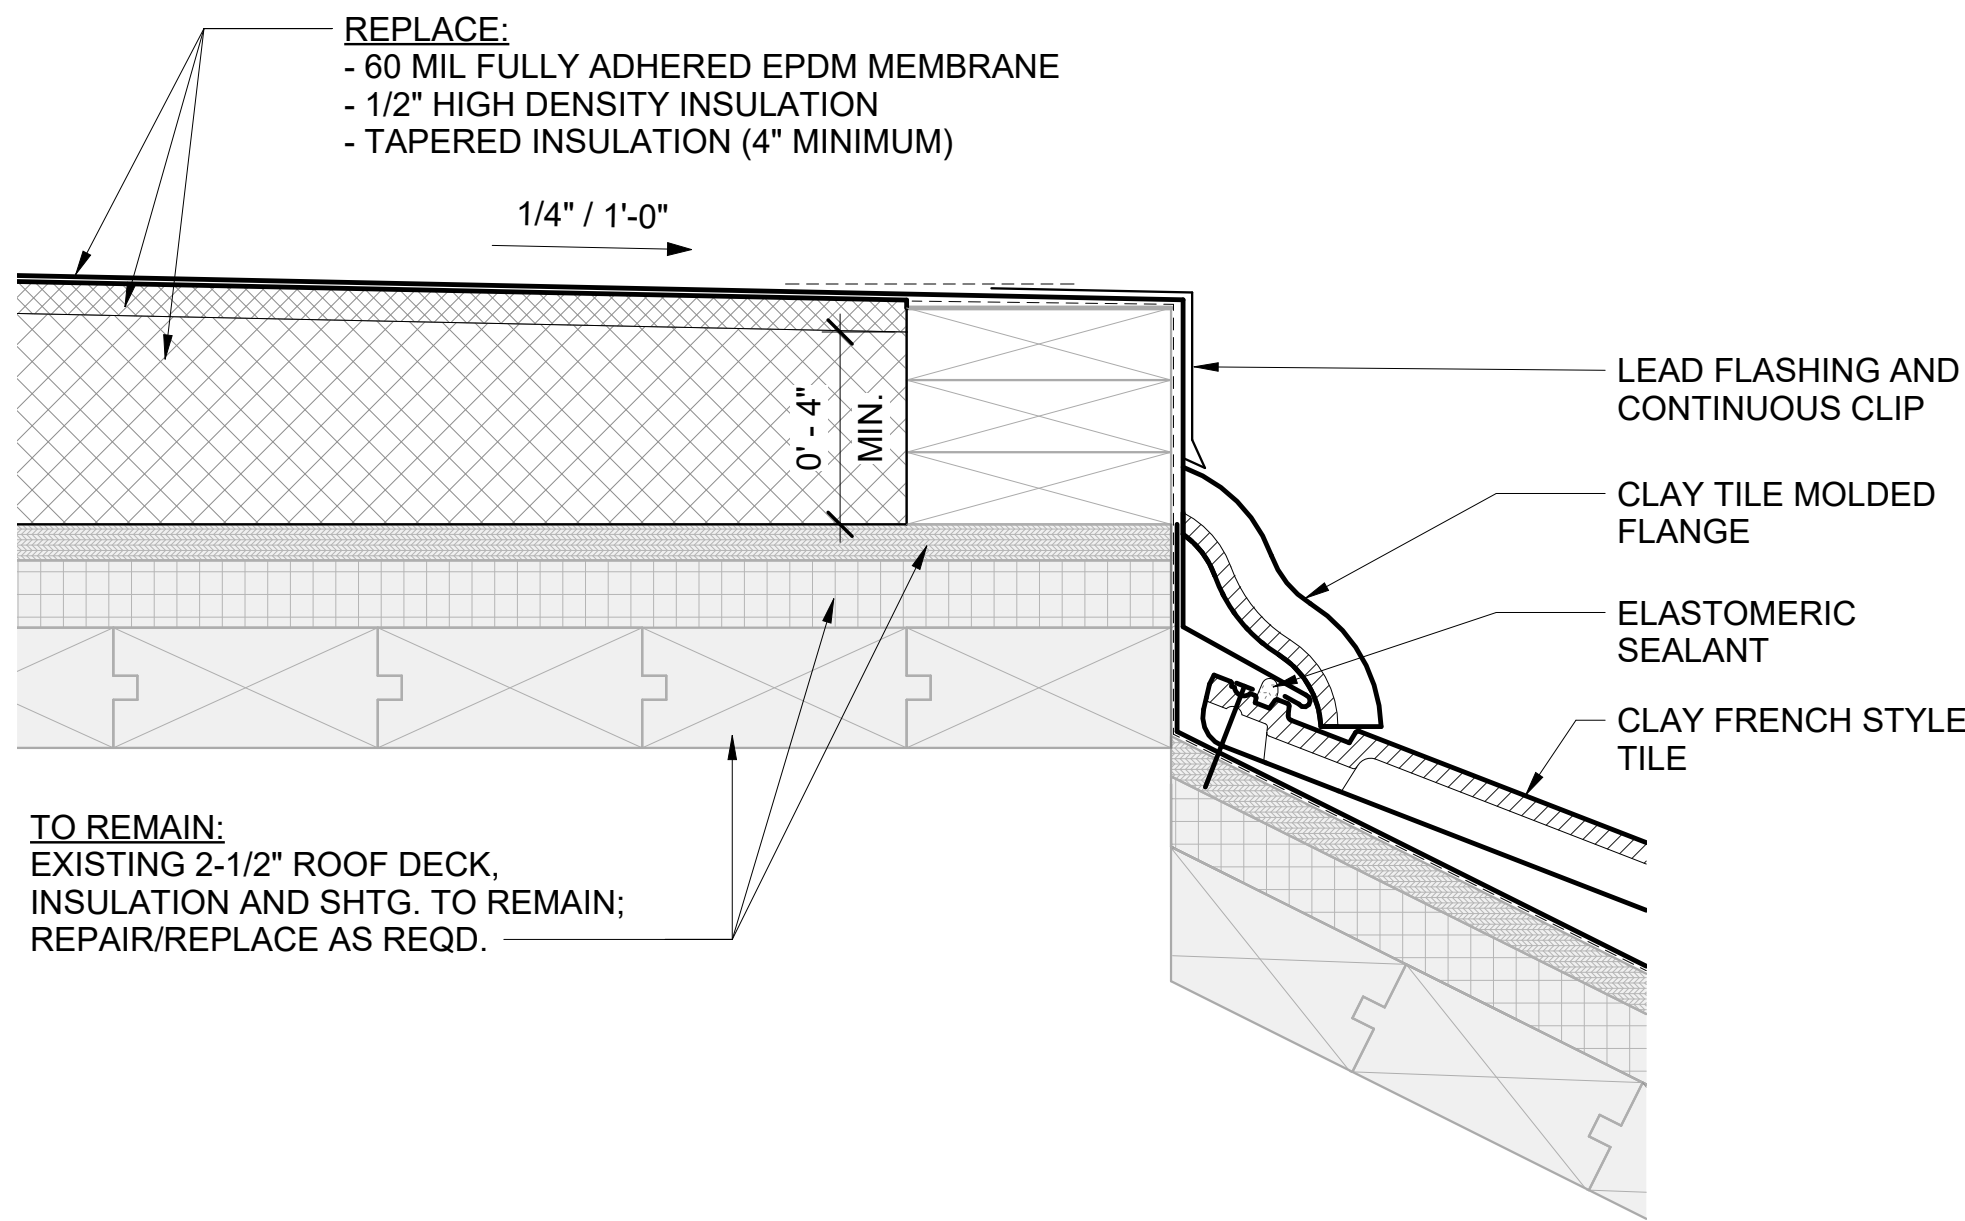 REPLACE:
- 60 MIL FULLY ADHERED EPDM MEMBRANE
- 1/2" HIGH DENSITY INSULATION
- TAPERED INSULATION (4" MINIMUM)
1/4" / 1'-0"
0' - 4"
MIN.
LEAD FLASHING AND
CONTINUOUS CLIP
CLAY TILE MOLDED
FLANGE
ELASTOMERIC
SEALANT
CLAY FRENCH STYLE
TILE
TO REMAIN:
EXISTING 2-1/2" ROOF DECK,
INSULATION AND SHTG. TO REMAIN;
REPAIR/REPLACE AS REQD.